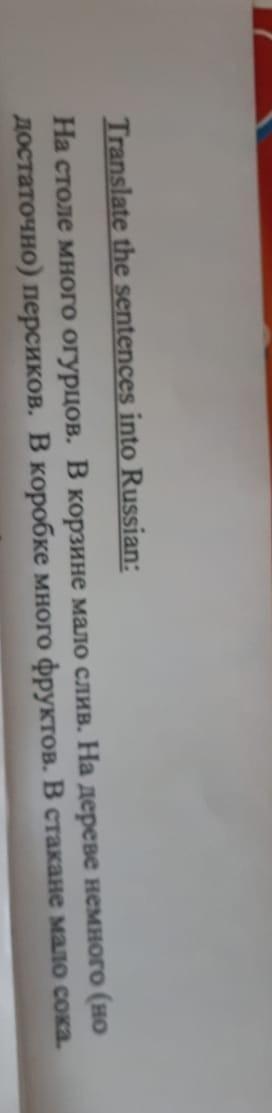 Translate the sentences into Russian:
На столе много огурцов. В корзине мало слив. На дереве немного (но
достаточно) персиков. В коробке много фруктов. В стакане мало сока.